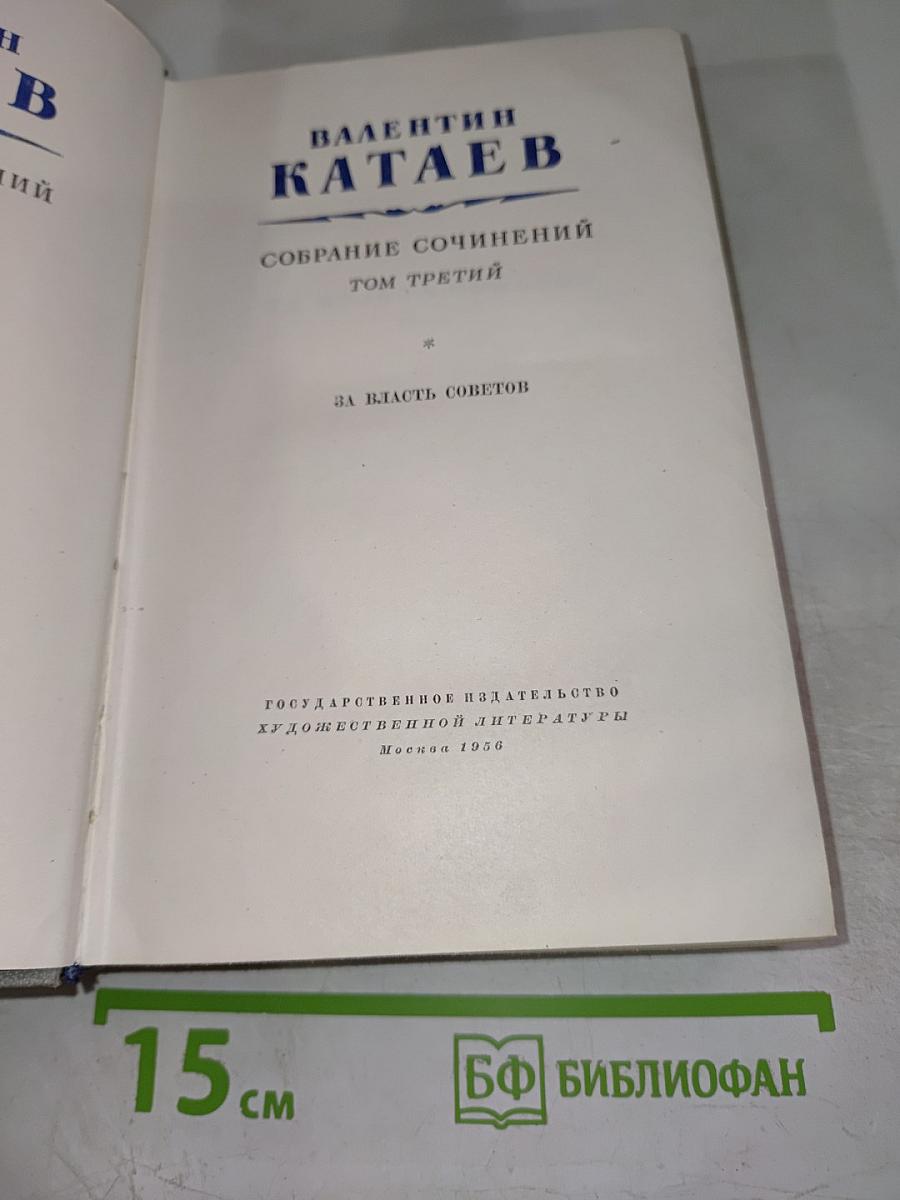 Н
В
НИЙ
ВАЛЕНТИН
КАТАЕВ
СОБРАНИЕ СОЧИНЕНИЙ
ТОМ ТРЕТИЙ
*
ЗА ВЛАСТЬ СОВЕТОВ
ГОСУДАРСТВЕННОЕ ИЗДАТЕЛЬСТВО
ХУДОЖЕСТВЕННОЙ ЛИТЕРАТУРЫ
Москва 1956
15 см
БФ БИБЛИОФАН